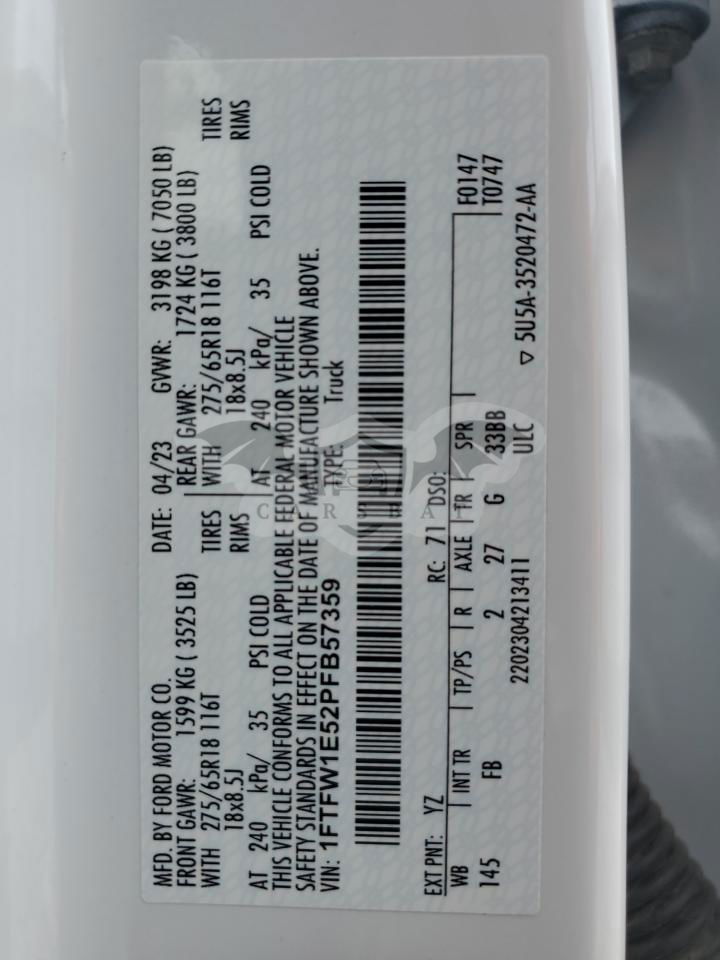 MFD. BY FORD MOTOR CO. DATE: 04/23 GVWR: 3198 KG ( 7050 LB)
FRONT GAWR: 1599 KG ( 3525 LB) REAR GAWR: 1724 KG ( 3800 LB)
WITH 275/65R18 116T TIRES WITH 275/65R18 116T TIRES
18x8.5J RIMS 18x8.5J RIMS
AT 240 kPa/ 35 PSI COLD AT 240 kPa/ 35 PSI COLD
THIS VEHICLE CONFORMS TO ALL APPLICABLE FEDERAL MOTOR VEHICLE
SAFETY STANDARDS IN EFFECT ON THE DATE OF MANUFACTURE SHOWN ABOVE.
VIN: 1FTFW1E52PFB57359 TYPE: Truck
EXT PNT: YZ RC: 71 DSO:
WB INT TR TP/PS R AXLE TR SPR F0147
145 FB 2 27 G 33BB T0747
2202304213411 ULC
▽ 5U5A-3520472-AA
CARSBAT